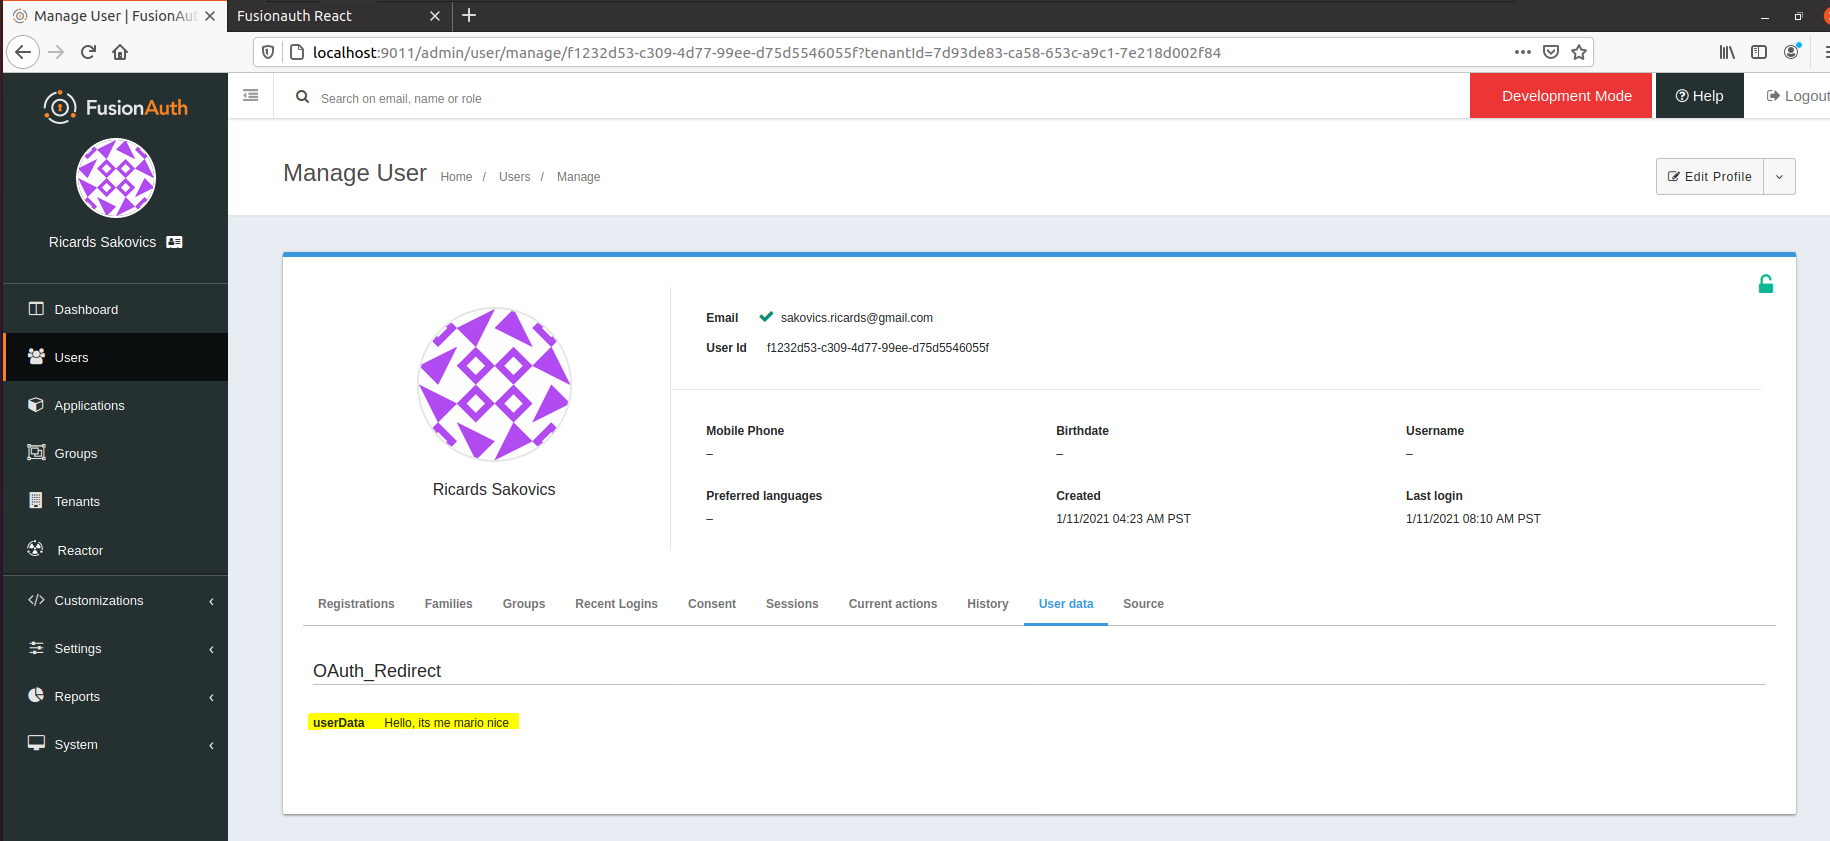 Manage User | FusionAut
Fusionauth React
localhost:9011/admin/user/manage/f1232d53-c309-4d77-99ee-d75d5546055f?tenantId=7d93de83-ca58-653c-a9c1-7e218d002f84
FusionAuth
Search on email, name or role
Development Mode
Help
Logout
Ricards Sakovics
Manage User Home / Users / Manage
Edit Profile
Dashboard
Users
Applications
Groups
Tenants
Reactor
Customizations
Settings
Reports
System
Ricards Sakovics
Email sakovics.ricards@gmail.com
User Id f1232d53-c309-4d77-99ee-d75d5546055f
Mobile Phone Birthdate Username
– – –
Preferred languages Created Last login
– 1/11/2021 04:23 AM PST 1/11/2021 08:10 AM PST
Registrations Families Groups Recent Logins Consent Sessions Current actions History User data Source
OAuth_Redirect
userData Hello, its me mario nice